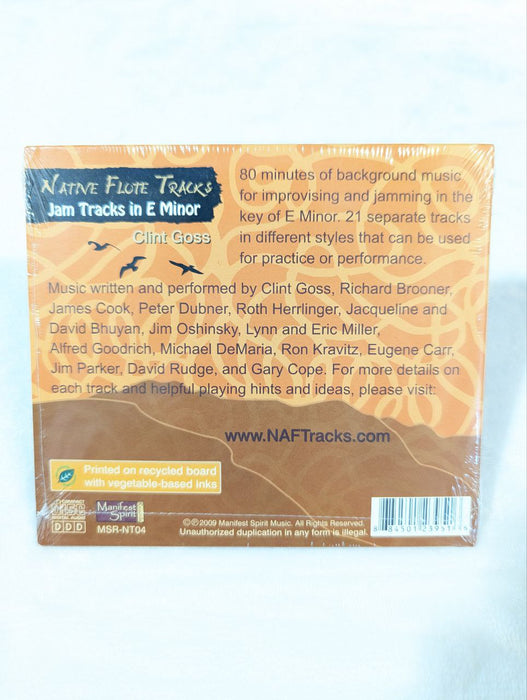 NATIVE FLUTE TRACKS
Jam Tracks in E Minor
Clint Goss
80 minutes of background music
for improvising and jamming in the
key of E Minor. 21 separate tracks
in different styles that can be used
for practice or performance.
Music written and performed by Clint Goss, Richard Brooner,
James Cook, Peter Dubner, Roth Herrlinger, Jacqueline and
David Bhuyan, Jim Oshinsky, Lynn and Eric Miller,
Alfred Goodrich, Michael DeMaria, Ron Kravitz, Eugene Carr,
Jim Parker, David Rudge, and Gary Cope. For more details on
each track and helpful playing hints and ideas, please visit:
www.NAFTracks.com
Printed on recycled board
with vegetable-based inks
COMPACT
disc
DIGITAL AUDIO
DDD
Manifest
Spirit
MSR-NT04
©℗2009 Manifest Spirit Music. All Rights Reserved.
Unauthorized duplication in any form is illegal.